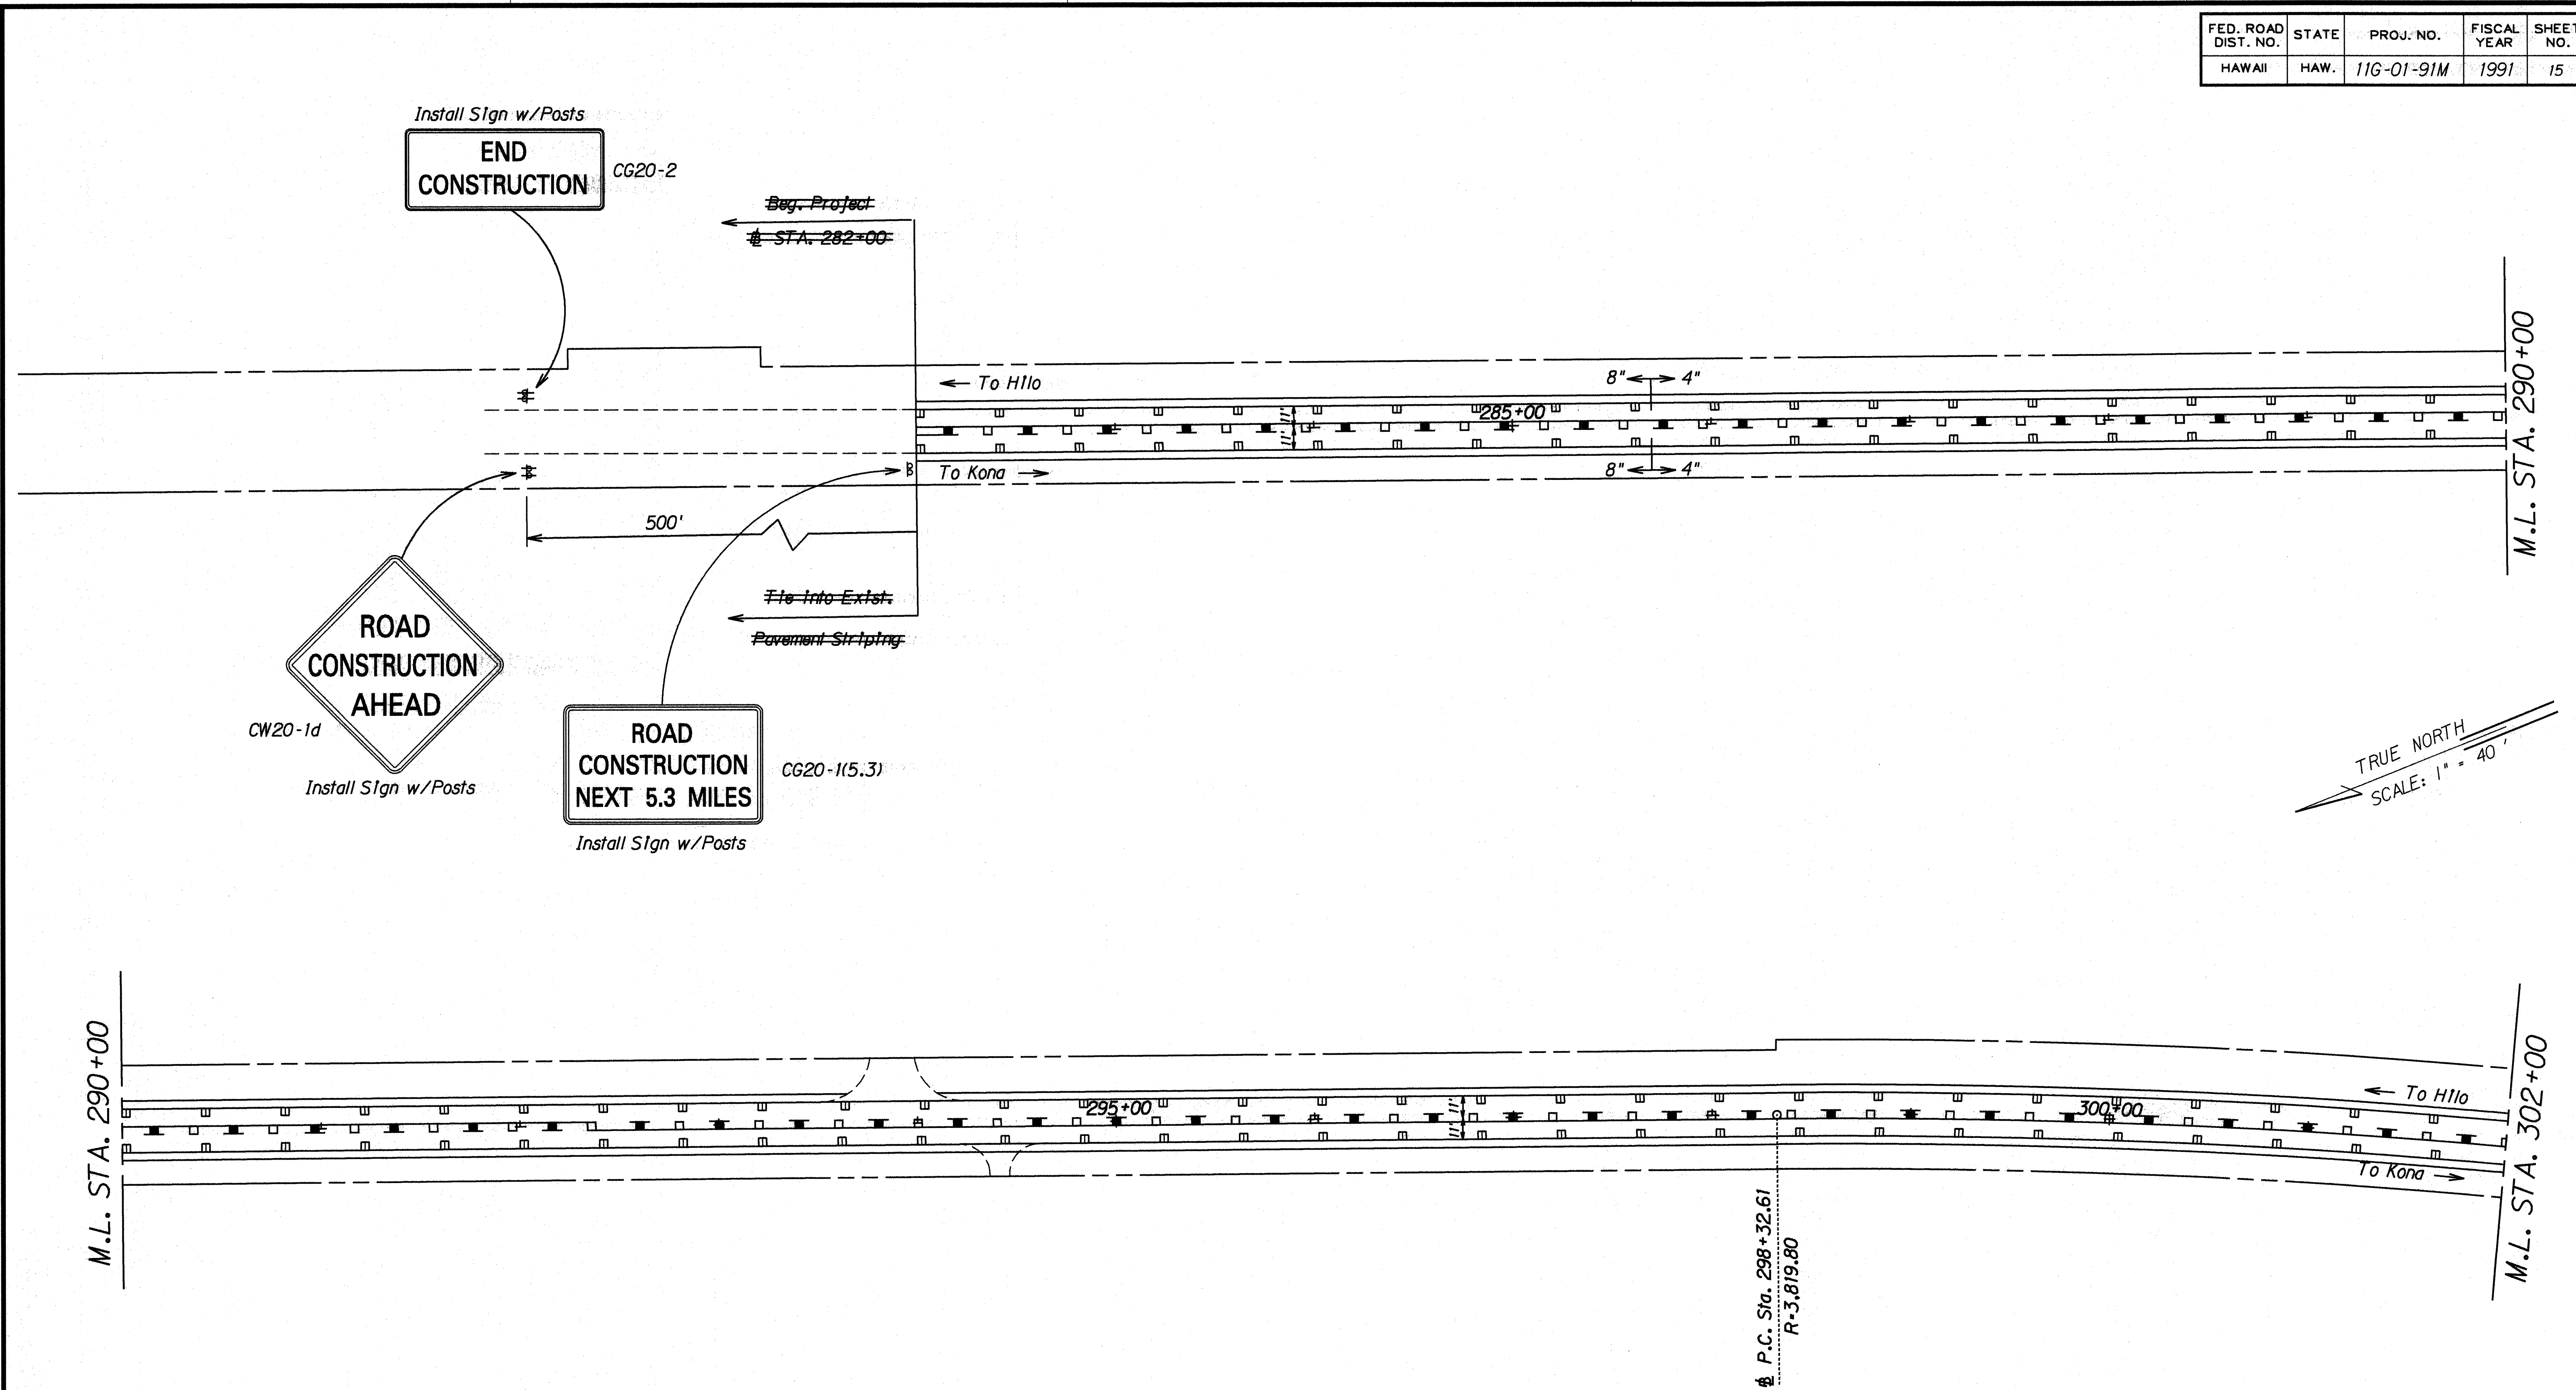 FED. ROAD DIST. NO. STATE PROJ. NO. FISCAL YEAR SHEET NO.
HAWAII HAW. 11G-01-91M 1991 15
Install Sign w/Posts
END
CONSTRUCTION
CG20-2
Beg. Project
STA. 282+00
To Hilo
8" 4"
285+00
11'
11'
To Kona
8" 4"
M.L. STA. 290+00
500'
Tie into Exist.
Pavement Striping
ROAD
CONSTRUCTION
AHEAD
CW20-1d
Install Sign w/Posts
ROAD
CONSTRUCTION
NEXT 5.3 MILES
CG20-1(5.3)
Install Sign w/Posts
TRUE NORTH
SCALE: 1" = 40'
M.L. STA. 290+00
295+00
11'
11'
300+00
To Hilo
To Kona
M.L. STA. 302+00
P.C. Sta. 298+32.61
R=3,819.80